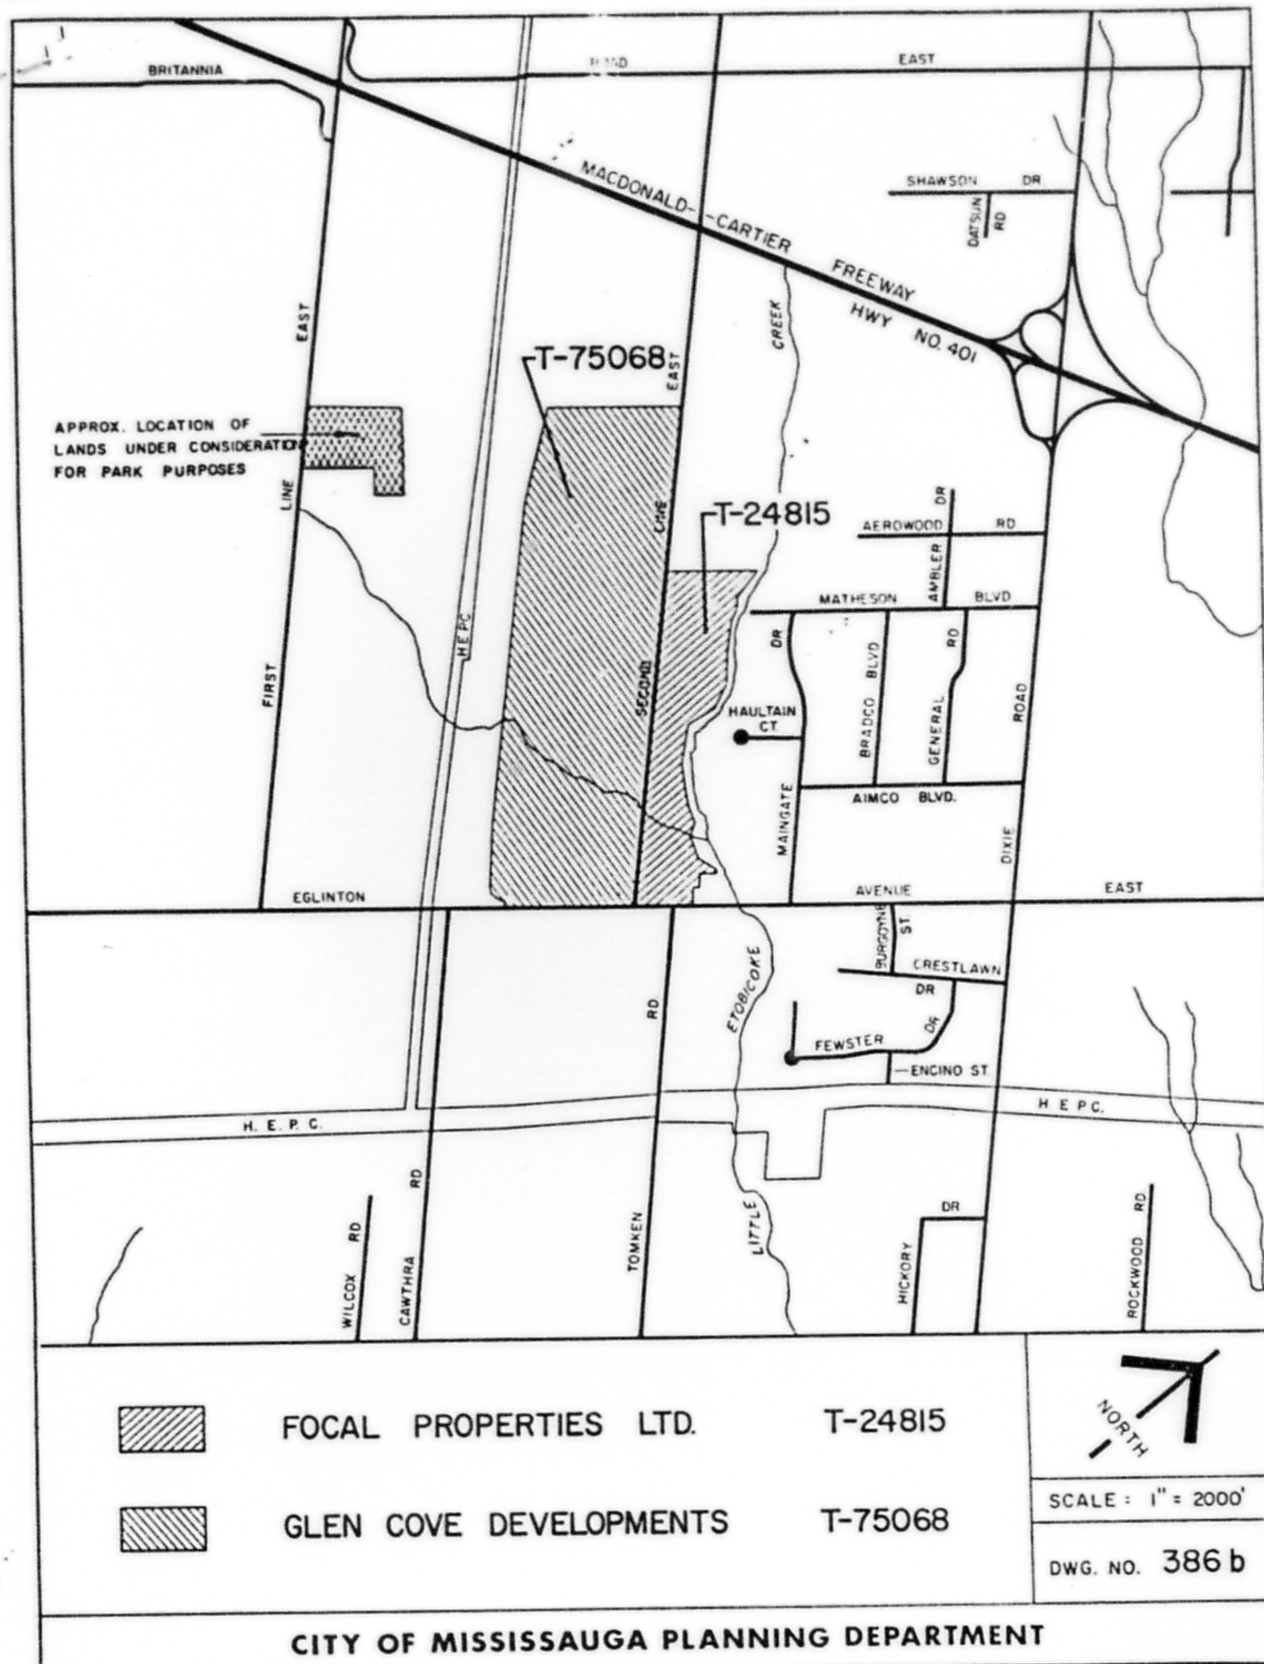 BRITANNIA
ROAD
EAST
MACDONALD--CARTIER
FREEWAY
HWY NO. 401
SHAWSON DR.
DATSUN
RD
CREEK
EAST
T-75068
EAST
APPROX. LOCATION OF
LANDS UNDER CONSIDERATION
FOR PARK PURPOSES
LINE
LINE
T-24815
AEROWOOD RD
AMBLER DR
MATHESON BLVD
HEPC
FIRST
SECOND
DR
BRADCO BLVD
GENERAL RD
ROAD
HAULTAIN
CT.
MAINGATE
AIMCO BLVD.
DIXIE
EGLINTON
AVENUE
EAST
BURGOYNE
ST.
CRESTLAWN
DR
RD
ETOBICOKE
FEWSTER DR
ENCINO ST.
H. E. P. C.
H E P C.
WILCOX RD
CAWTHRA RD
TOMKEN
LITTLE
HICKORY
DR
ROCKWOOD RD
FOCAL PROPERTIES LTD. T-24815
GLEN COVE DEVELOPMENTS T-75068
NORTH
SCALE : 1" = 2000'
DWG. NO. 386 b
CITY OF MISSISSAUGA PLANNING DEPARTMENT